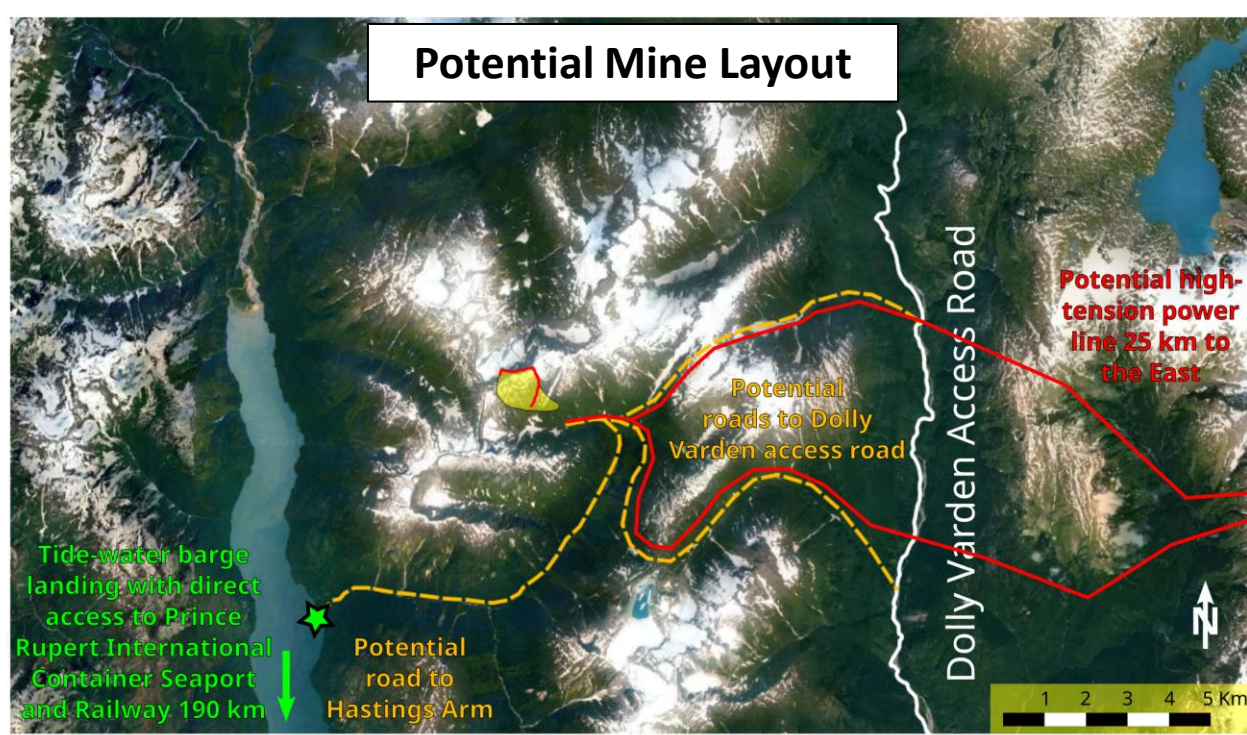 Potential Mine Layout
Dolly Varden Access Road
Potential high-
tension power
line 25 km to
the East
Potential
roads to Dolly
Varden access road
Tide-water barge
landing with direct
access to Prince
Rupert International
Container Seaport
and Railway 190 km
Potential
road to
Hastings Arm
N
1 2 3 4 5 Km